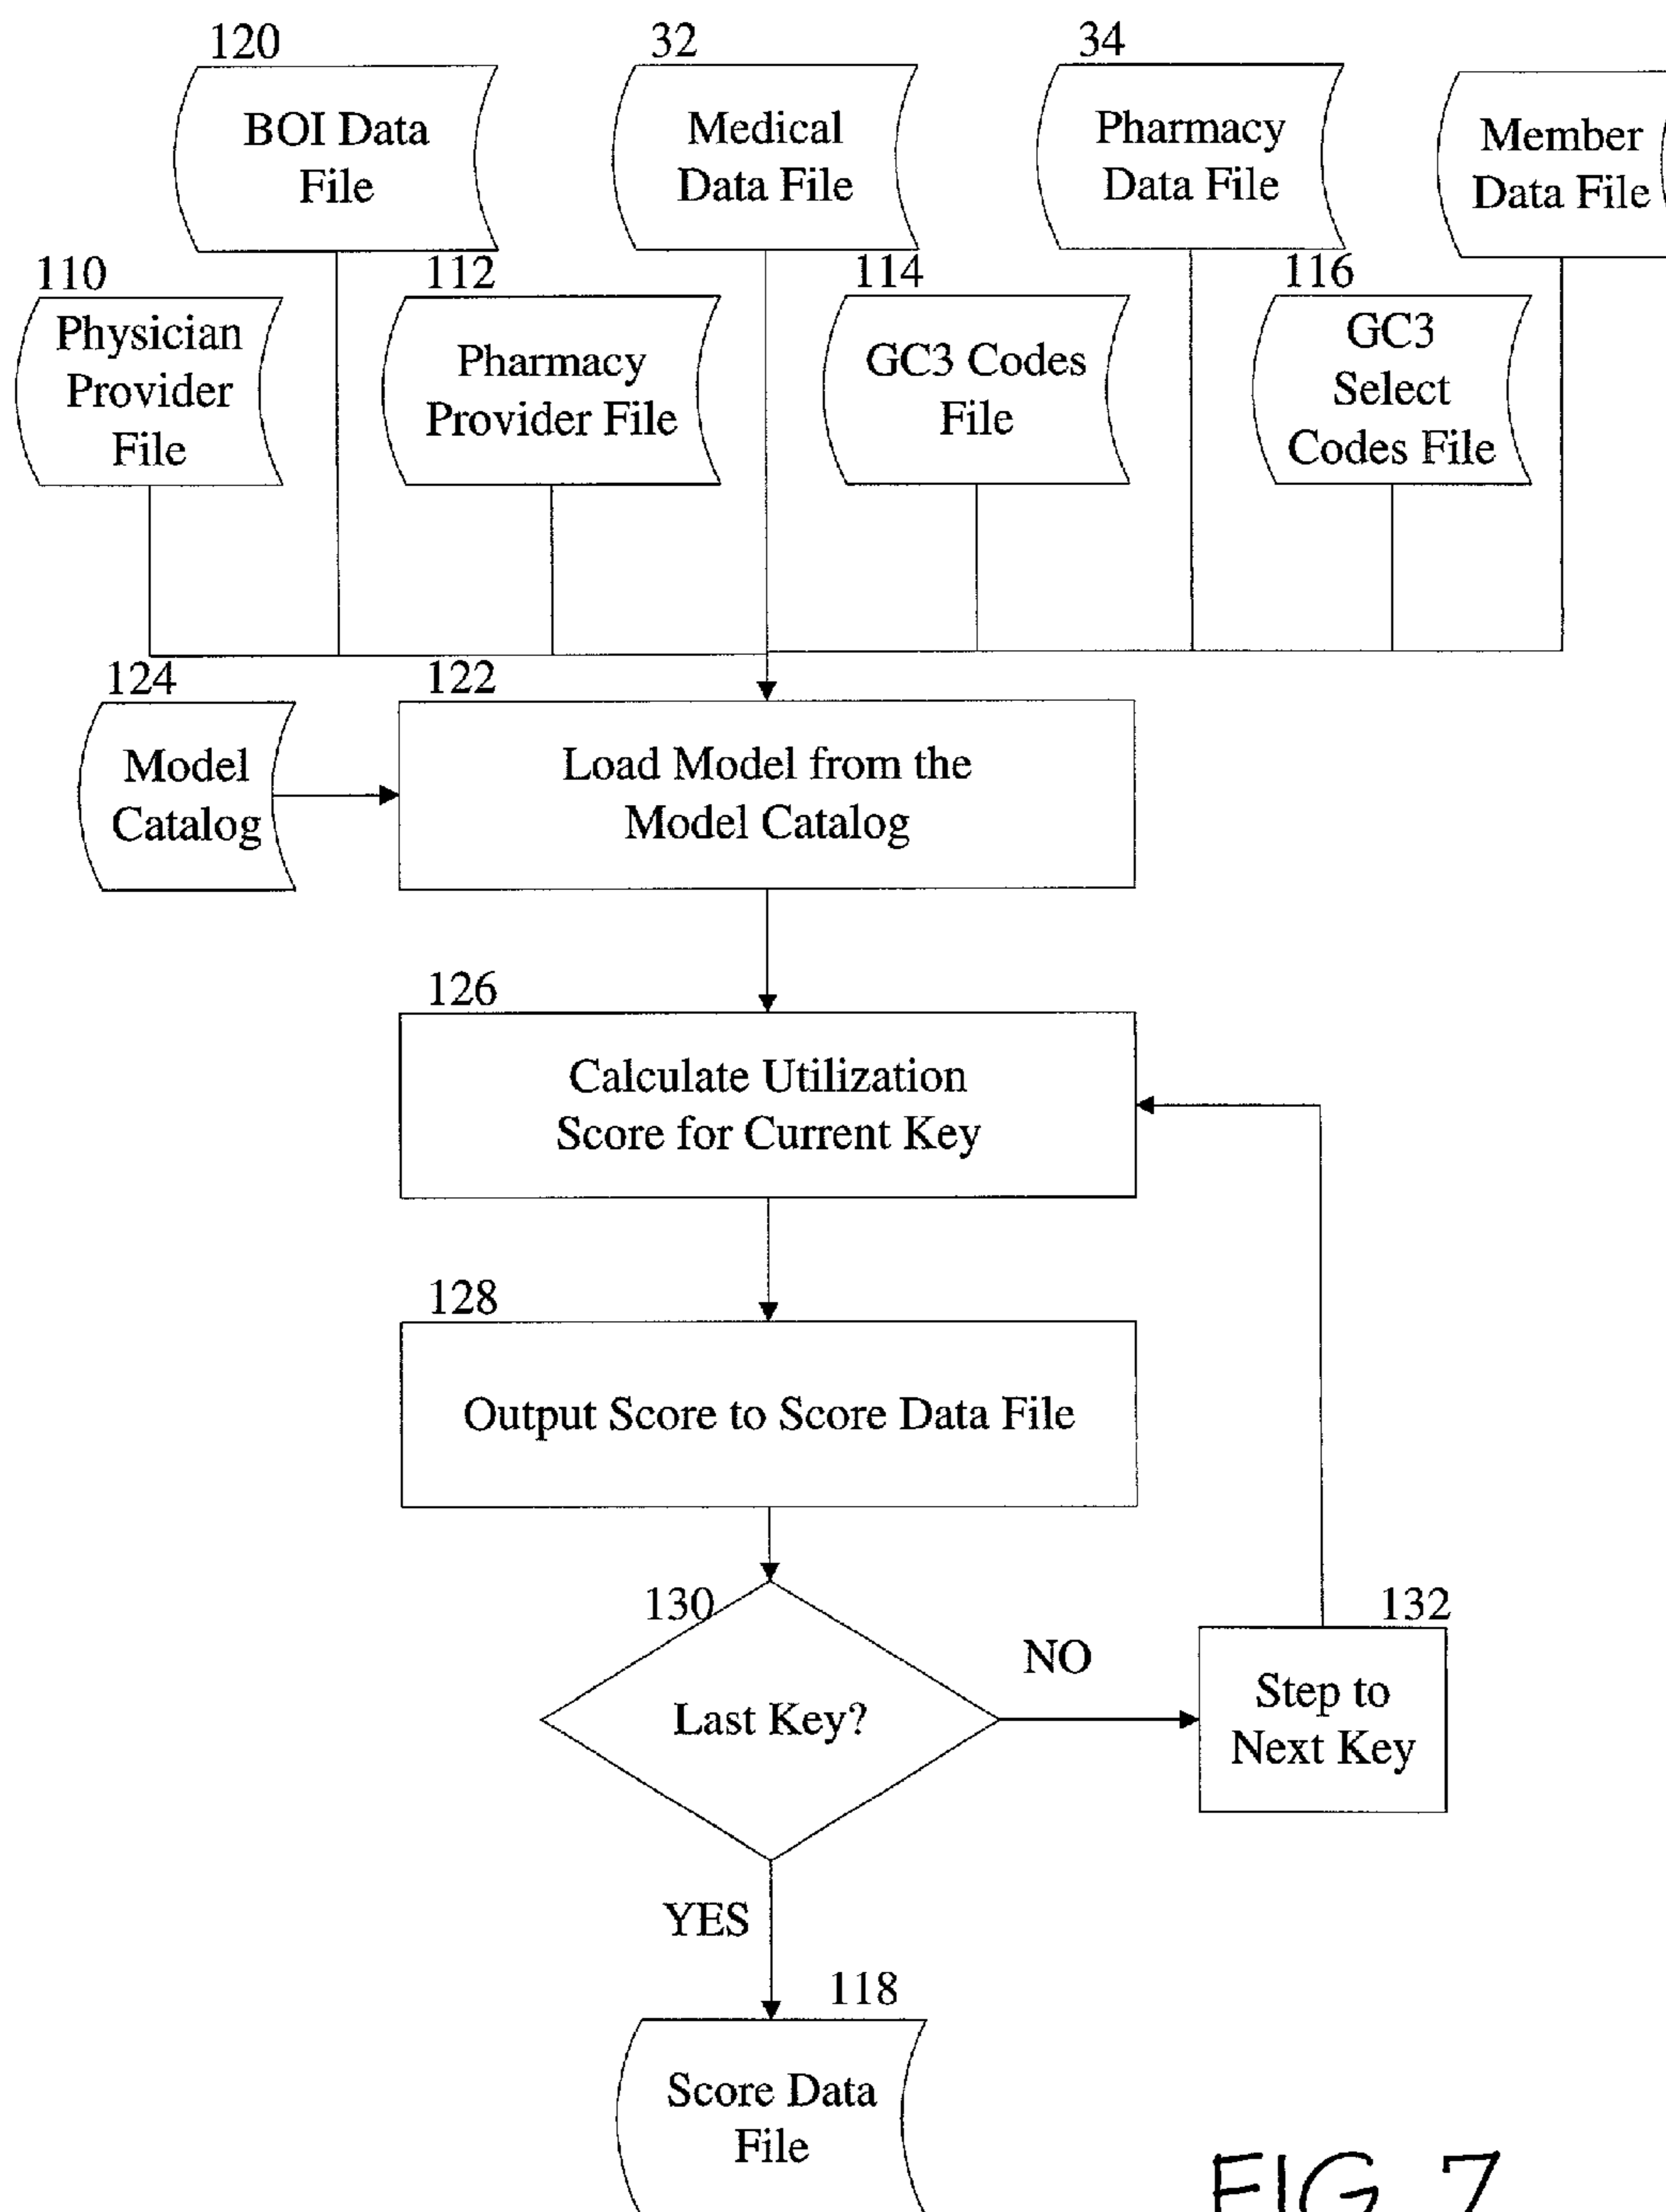 120
32
34
BOI Data
File
Medical
Data File
Pharmacy
Data File
Member
Data File
110
112
114
116
Physician
Provider
File
Pharmacy
Provider File
GC3 Codes
File
GC3
Select
Codes File
124
122
Model
Catalog
Load Model from the
Model Catalog
126
Calculate Utilization
Score for Current Key
128
Output Score to Score Data File
130
Last Key?
NO
132
Step to
Next Key
YES
118
Score Data
File
FIG 7